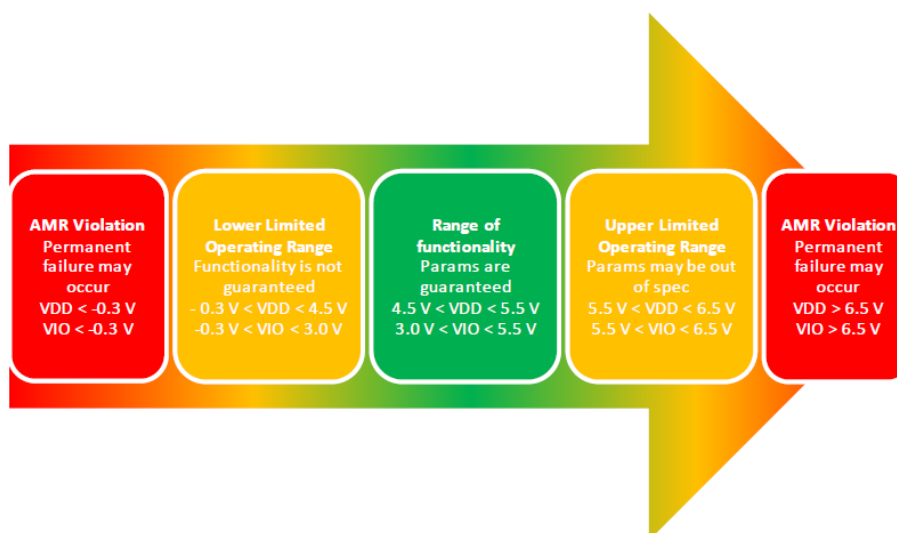 AMR Violation
Permanent
failure may
occur
VDD < -0.3 V
VIO < -0.3 V
Lower Limited
Operating Range
Functionality is not
guaranteed
- 0.3 V < VDD < 4.5 V
-0.3 V < VIO < 3.0 V
Range of
functionality
Params are
guaranteed
4.5 V < VDD < 5.5 V
3.0 V < VIO < 5.5 V
Upper Limited
Operating Range
Params may be out
of spec
5.5 V < VDD < 6.5 V
5.5 V < VIO < 6.5 V
AMR Violation
Permanent
failure may
occur
VDD > 6.5 V
VIO > 6.5 V